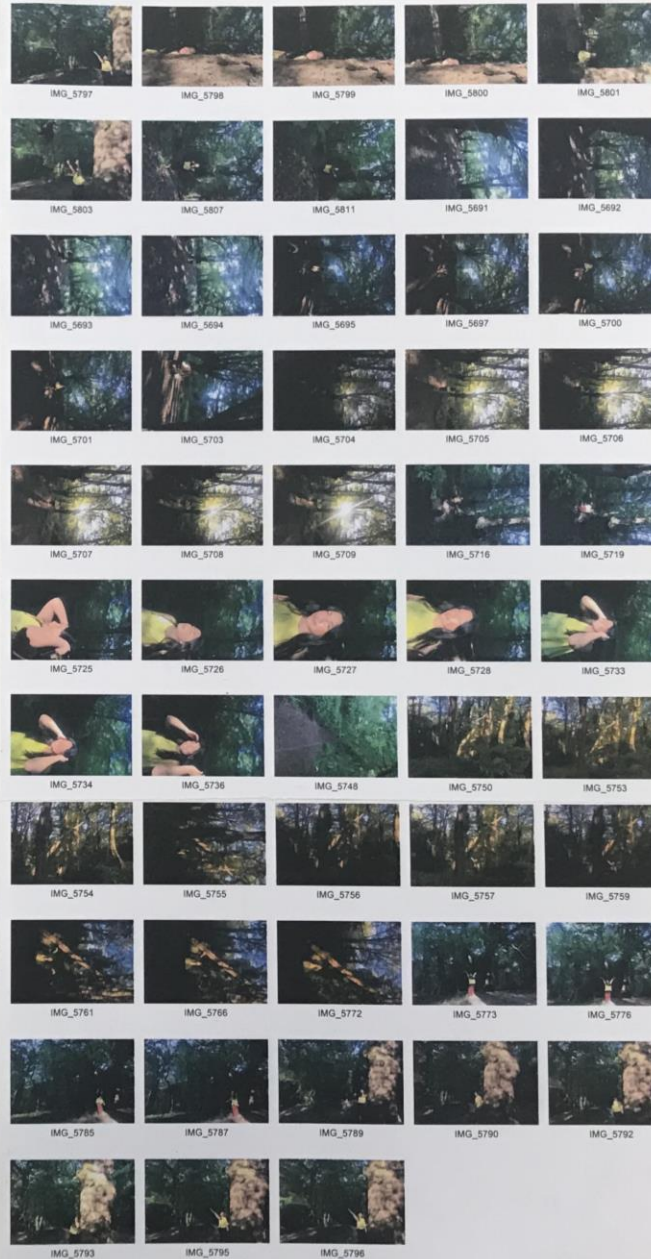 IMG_5797 IMG_5798 IMG_5799 IMG_5800 IMG_5801
IMG_5803 IMG_5807 IMG_5811 IMG_5691 IMG_5692
IMG_5693 IMG_5694 IMG_5695 IMG_5697 IMG_5700
IMG_5701 IMG_5703 IMG_5704 IMG_5705 IMG_5706
IMG_5707 IMG_5708 IMG_5709 IMG_5716 IMG_5719
IMG_5725 IMG_5726 IMG_5727 IMG_5728 IMG_5733
IMG_5734 IMG_5736 IMG_5748 IMG_5750 IMG_5753
IMG_5754 IMG_5755 IMG_5756 IMG_5757 IMG_5759
IMG_5761 IMG_5766 IMG_5772 IMG_5773 IMG_5776
IMG_5785 IMG_5787 IMG_5789 IMG_5790 IMG_5792
IMG_5793 IMG_5795 IMG_5796